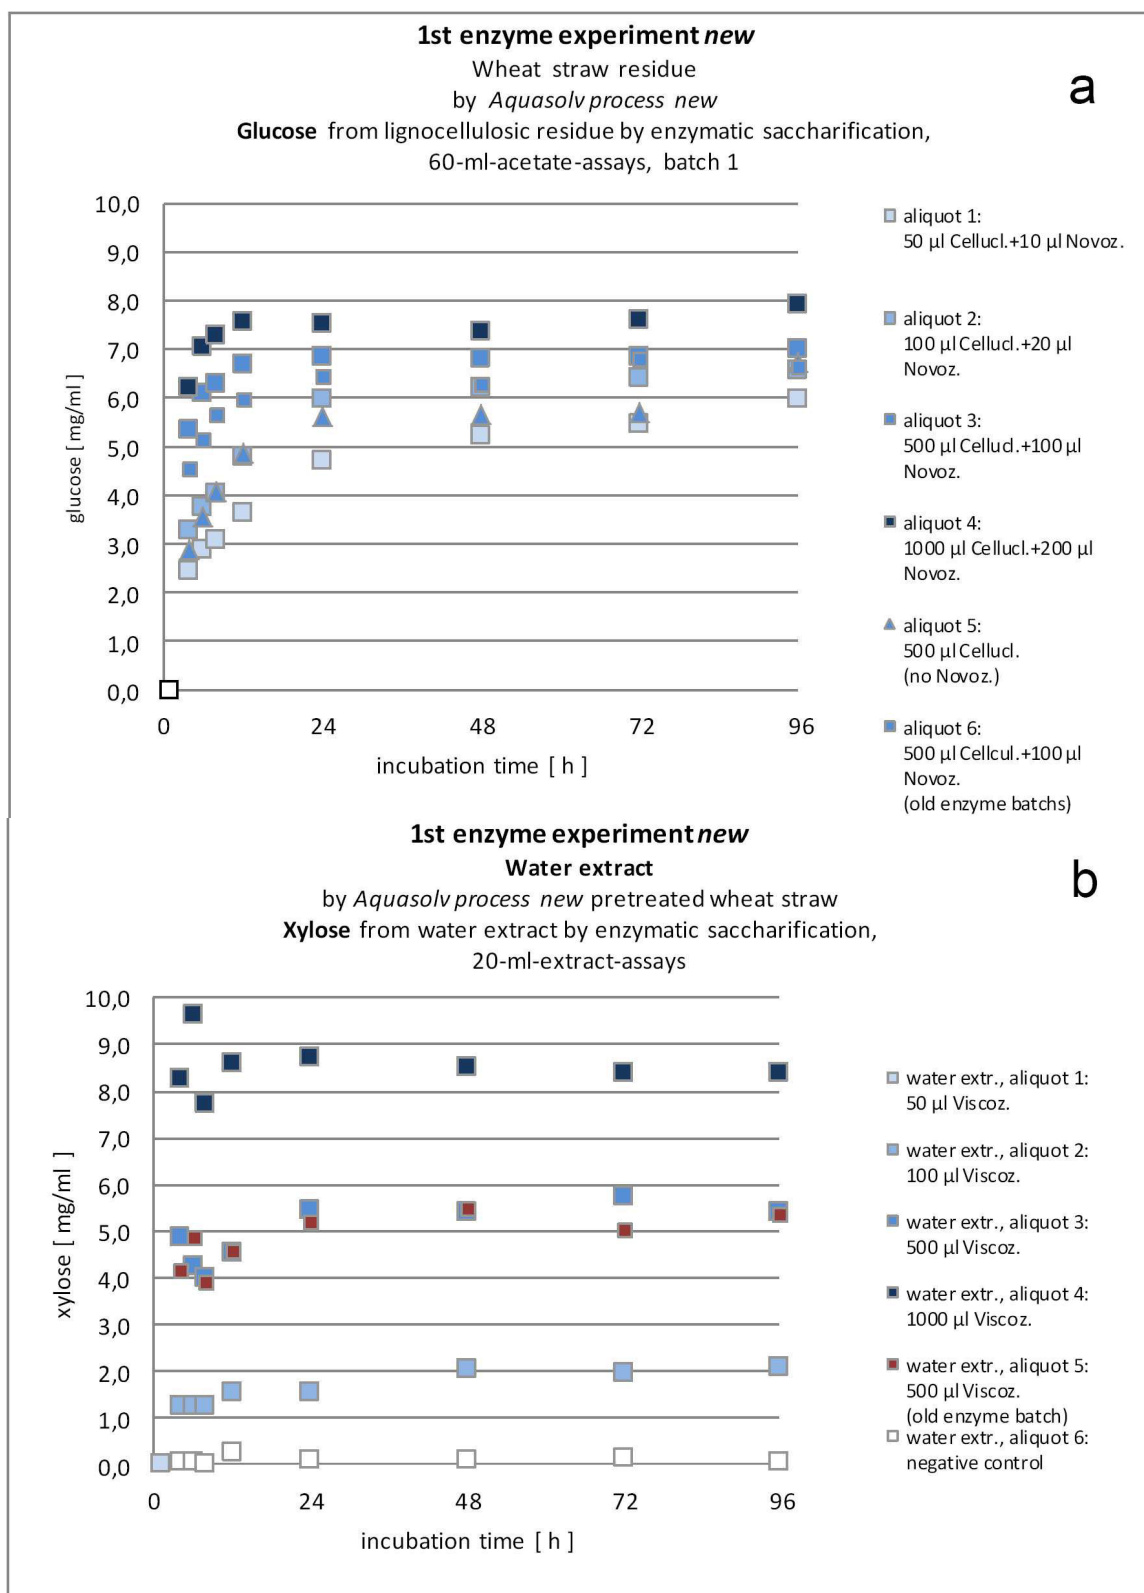 1st enzyme experiment new
Wheat straw residue
by Aquasolv process new
Glucose from lignocellulosic residue by enzymatic saccharification,
60-ml-acetate-assays, batch 1
a
10,0
9,0
8,0
7,0
6,0
5,0
4,0
3,0
2,0
1,0
0,0
glucose [ mg/ml ]
0 24 48 72 96
incubation time [ h ]
aliquot 1:
50 µl Cellucl.+10 µl Novoz.
aliquot 2:
100 µl Cellucl.+20 µl
Novoz.
aliquot 3:
500 µl Cellucl.+100 µl
Novoz.
aliquot 4:
1000 µl Cellucl.+200 µl
Novoz.
aliquot 5:
500 µl Cellucl.
(no Novoz.)
aliquot 6:
500 µl Cellcul.+100 µl
Novoz.
(old enzyme batchs)
1st enzyme experiment new
Water extract
by Aquasolv process new pretreated wheat straw
Xylose from water extract by enzymatic saccharification,
20-ml-extract-assays
b
10,0
9,0
8,0
7,0
6,0
5,0
4,0
3,0
2,0
1,0
0,0
xylose [ mg/ml ]
0 24 48 72 96
incubation time [ h ]
water extr., aliquot 1:
50 µl Viscoz.
water extr., aliquot 2:
100 µl Viscoz.
water extr., aliquot 3:
500 µl Viscoz.
water extr., aliquot 4:
1000 µl Viscoz.
water extr., aliquot 5:
500 µl Viscoz.
(old enzyme batch)
water extr., aliquot 6:
negative control